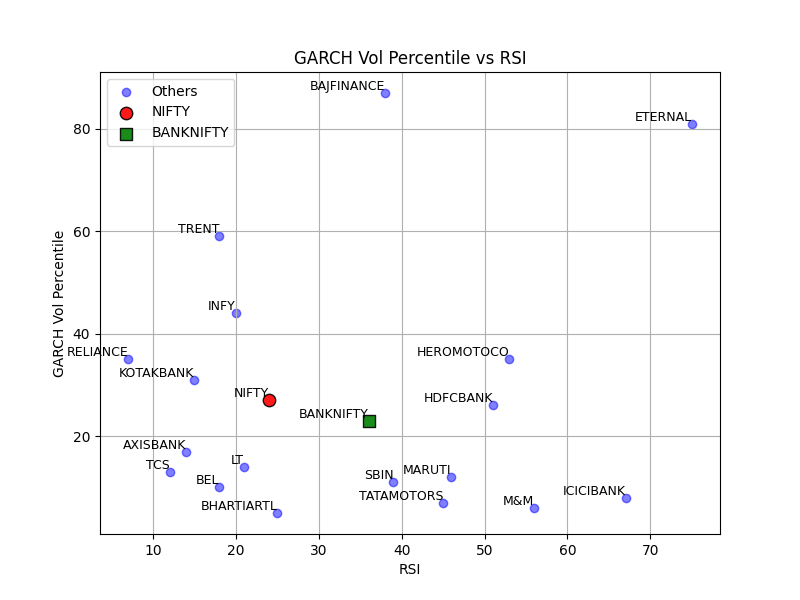 GARCH Vol Percentile vs RSI
Others
NIFTY
BANKNIFTY
BAJFINANCE
ETERNAL
TRENT
INFY
RELIANCE
HEROMOTOCO
KOTAKBANK
NIFTY
HDFCBANK
BANKNIFTY
AXISBANK
TCS
LT
BEL
SBIN
MARUTI
ICICIBANK
TATAMOTORS
M&M
BHARTIARTL
80
60
40
20
GARCH Vol Percentile
10 20 30 40 50 60 70
RSI